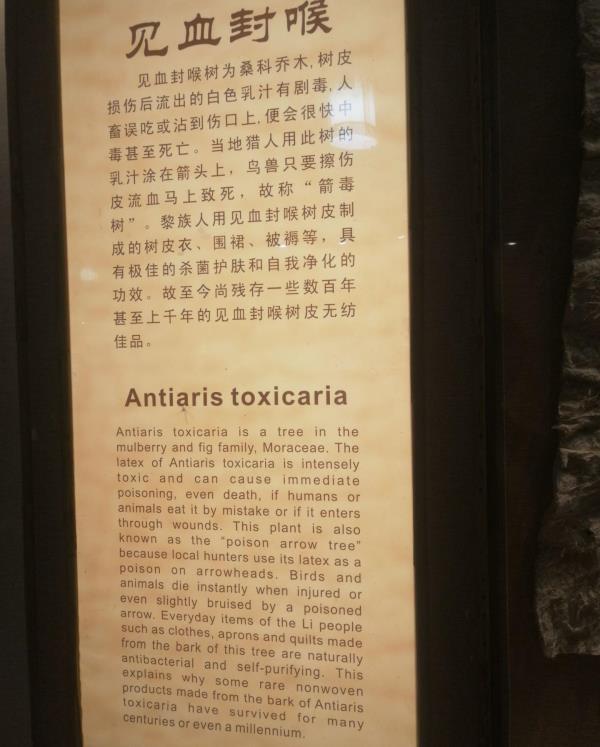 见血封喉
见血封喉树为桑科乔木,树皮
损伤后流出的白色乳汁有剧毒,人
畜误吃或沾到伤口上,便会很快中
毒甚至死亡。当地猎人用此树的
乳汁涂在箭头上，鸟兽只要擦伤
皮流血马上致死，故称“箭毒
树”。黎族人用见血封喉树皮制
成的树皮衣、围裙、被褥等，具
有极佳的杀菌护肤和自我净化的
功效。故至今尚残存一些数百年
甚至上千年的见血封喉树皮无纺
佳品。
Antiaris toxicaria
Antiaris toxicaria is a tree in the
mulberry and fig family, Moraceae. The
latex of Antiaris toxicaria is intensely
toxic and can cause immediate
poisoning, even death, if humans or
animals eat it by mistake or if it enters
through wounds. This plant is also
known as the “poison arrow tree”
because local hunters use its latex as a
poison on arrowheads. Birds and
animals die instantly when injured or
even slightly bruised by a poisoned
arrow. Everyday items of the Li people
such as clothes, aprons and quilts made
from the bark of this tree are naturally
antibacterial and self-purifying. This
explains why some rare nonwoven
products made from the bark of Antiaris
toxicaria have survived for many
centuries or even a millennium.